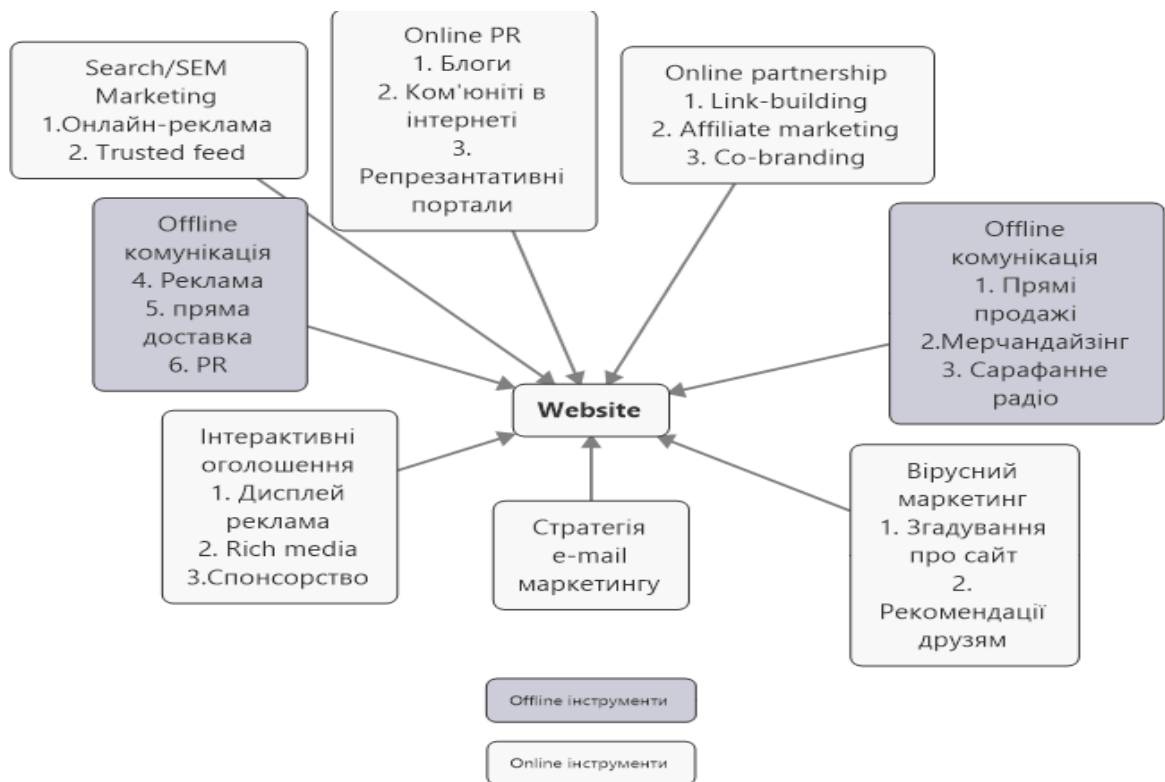 Search/SEM
Marketing
1.Онлайн-реклама
2. Trusted feed
Online PR
1. Блоги
2. Ком'юніті в
інтернеті
3.
Репрезантативні
портали
Online partnership
1. Link-building
2. Affiliate marketing
3. Co-branding
Offline
комунікація
4. Реклама
5. пряма
доставка
6. PR
Offline
комунікація
1. Прямі
продажі
2.Мерчандайзінг
3. Сарафанне
радіо
Website
Інтерактивні
оголошення
1. Дисплей
реклама
2. Rich media
3.Спонсорство
Стратегія
e-mail
маркетингу
Вірусний
маркетинг
1. Згадування
про сайт
2.
Рекомендації
друзям
Offline інструменти
Online інструменти